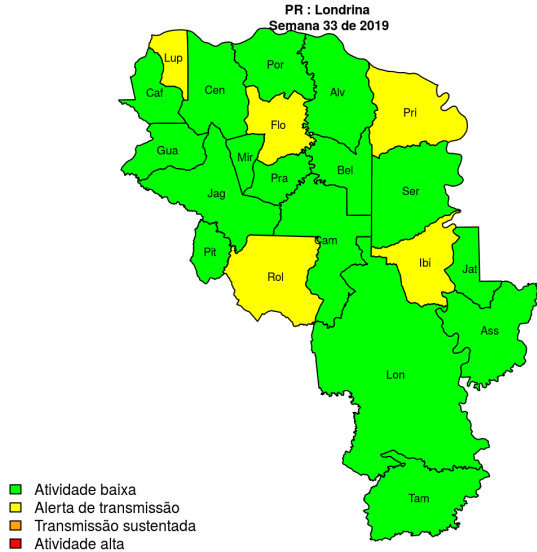 PR : Londrina
Semana 33 de 2019
Lup
Por
Caf
Cen
Alv
Pri
Flo
Gua
Mir
Bel
Pra
Jag
Ser
Cam
Pit
Ibi
Jat
Rol
Ass
Lon
Tam
Atividade baixa
Alerta de transmissão
Transmissão sustentada
Atividade alta